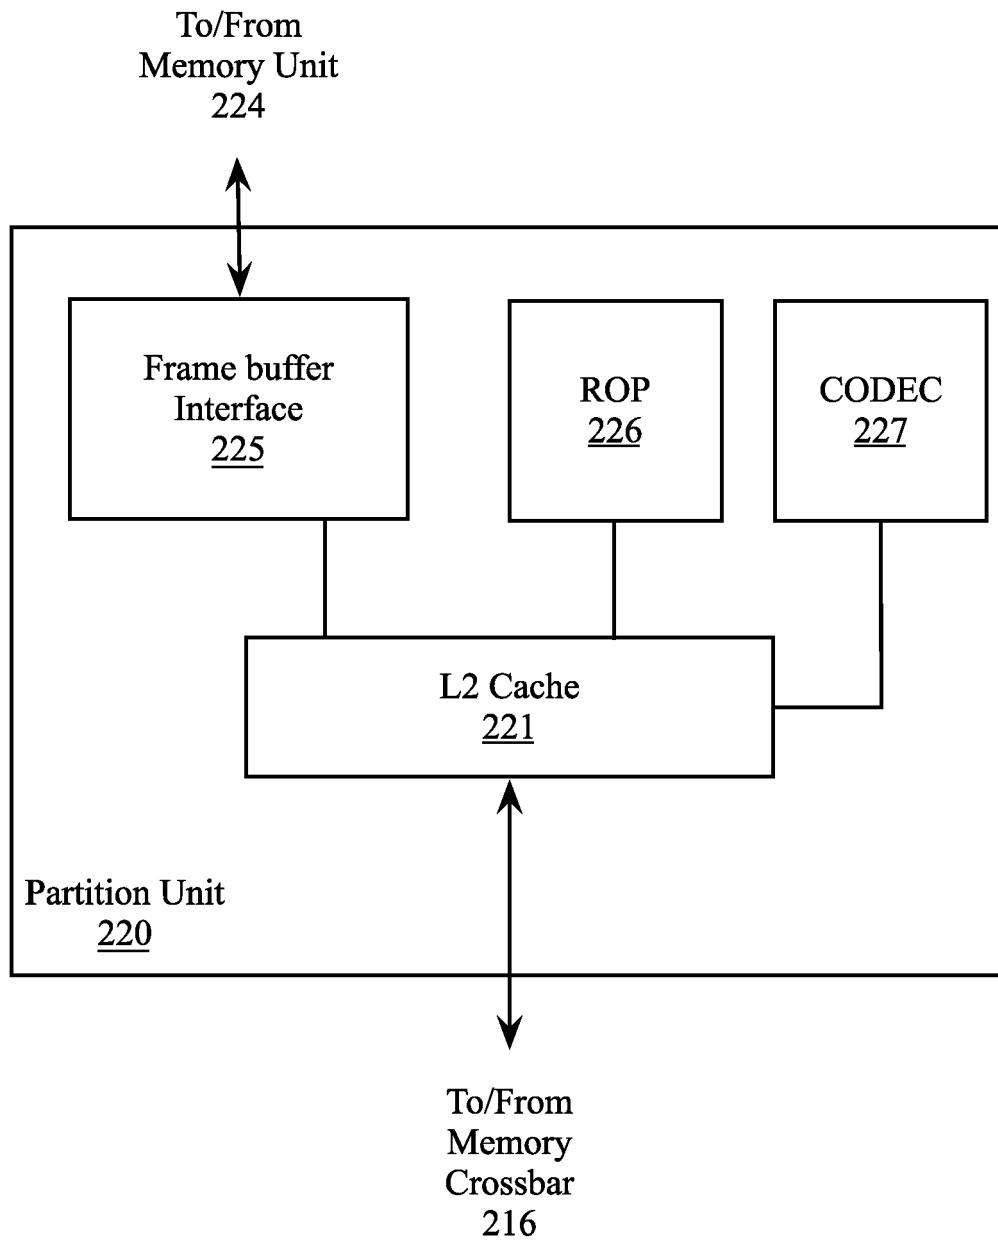 To/From
Memory Unit
224
Frame buffer
Interface
225
ROP
226
CODEC
227
L2 Cache
221
Partition Unit
220
To/From
Memory
Crossbar
216